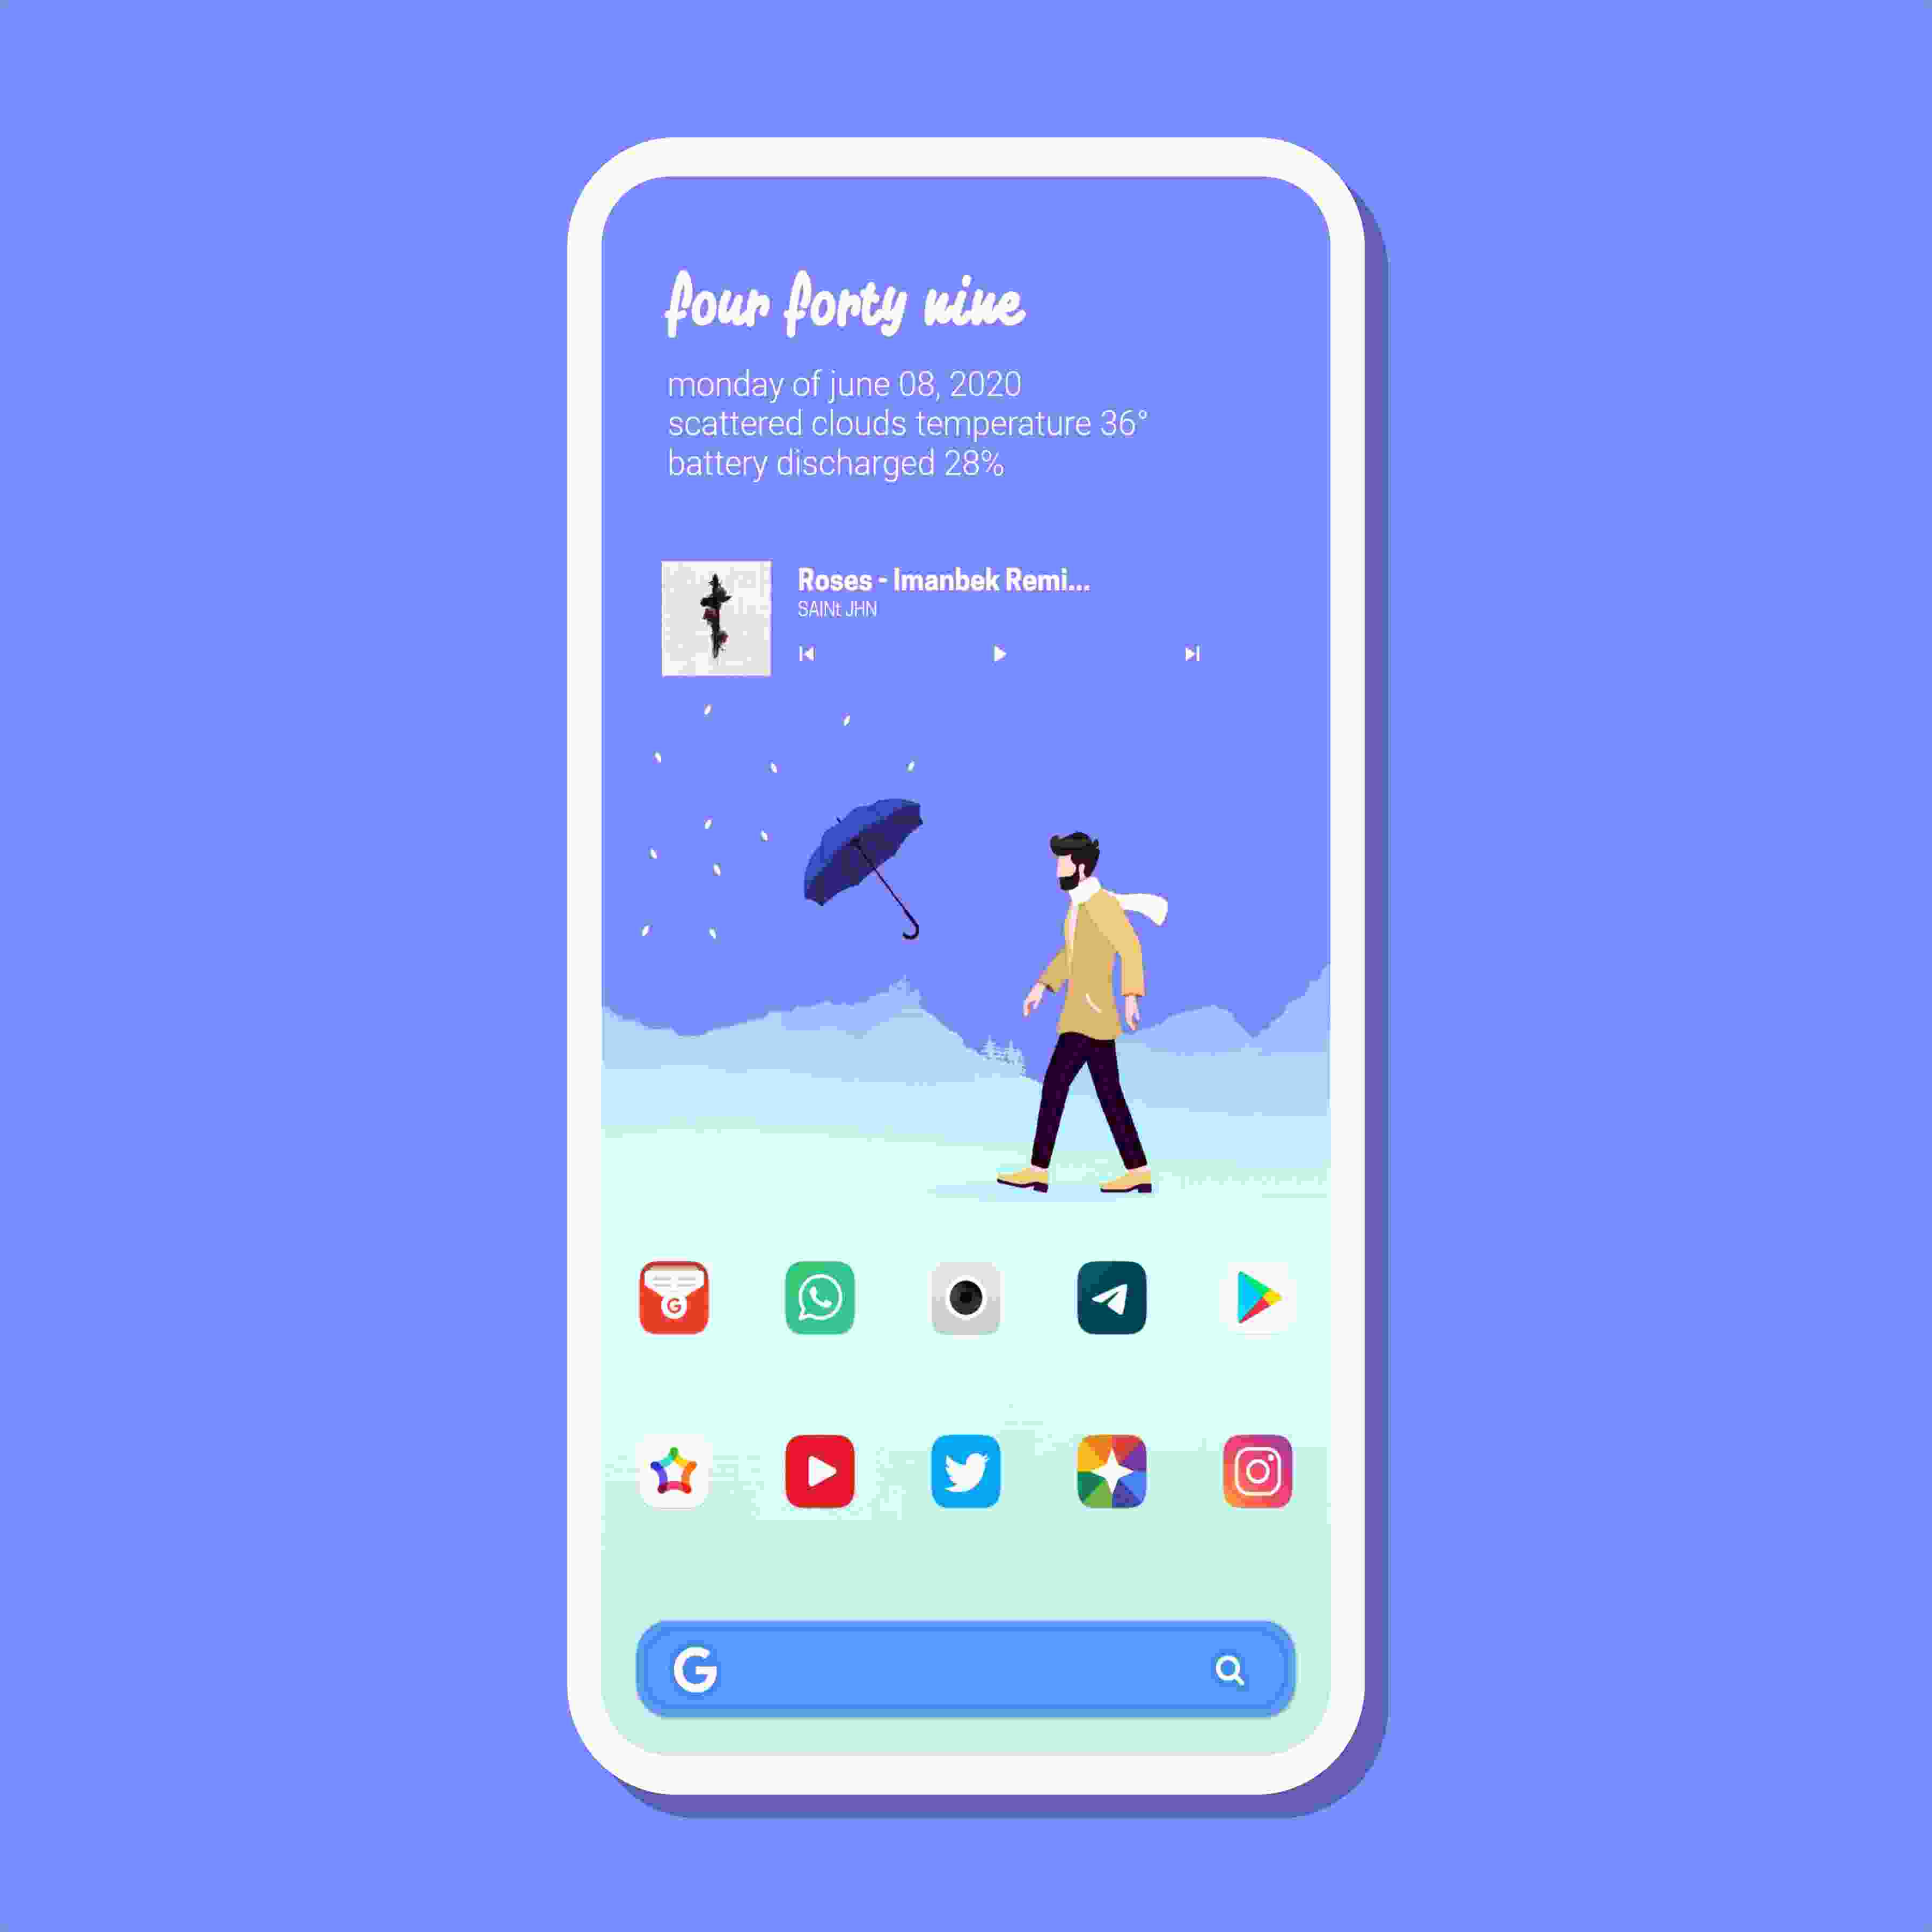 four forty nine
monday of june 08, 2020
scattered clouds temperature 36°
battery discharged 28%
Roses - Imanbek Remi...
SAINt JHN
G
G